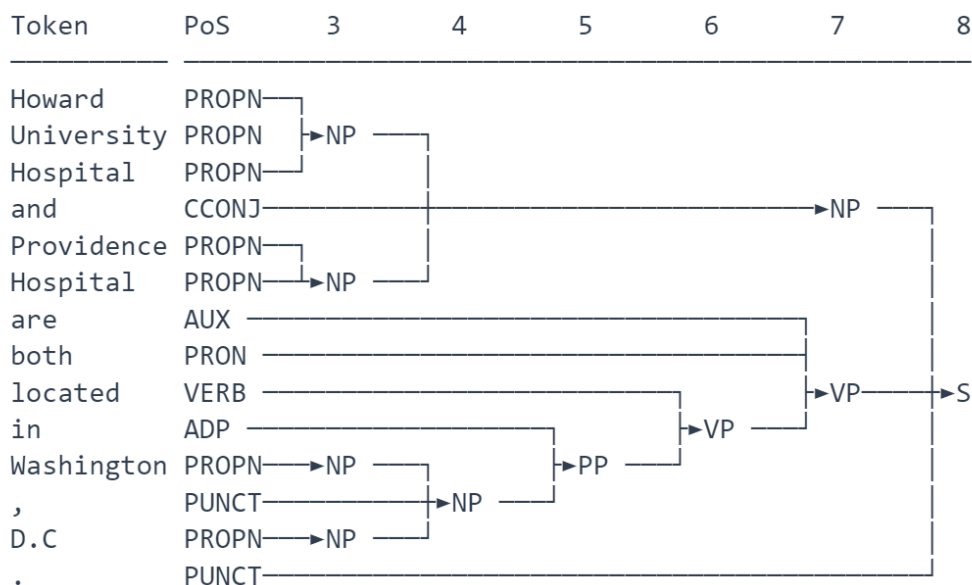 Token PoS 3 4 5 6 7 8
Howard PROPN
University PROPN NP
Hospital PROPN
and CCONJ NP
Providence PROPN
Hospital PROPN NP
are AUX
both PRON
located VERB VP S
in ADP VP
Washington PROPN NP PP
, PUNCT NP
D.C PROPN NP
. PUNCT